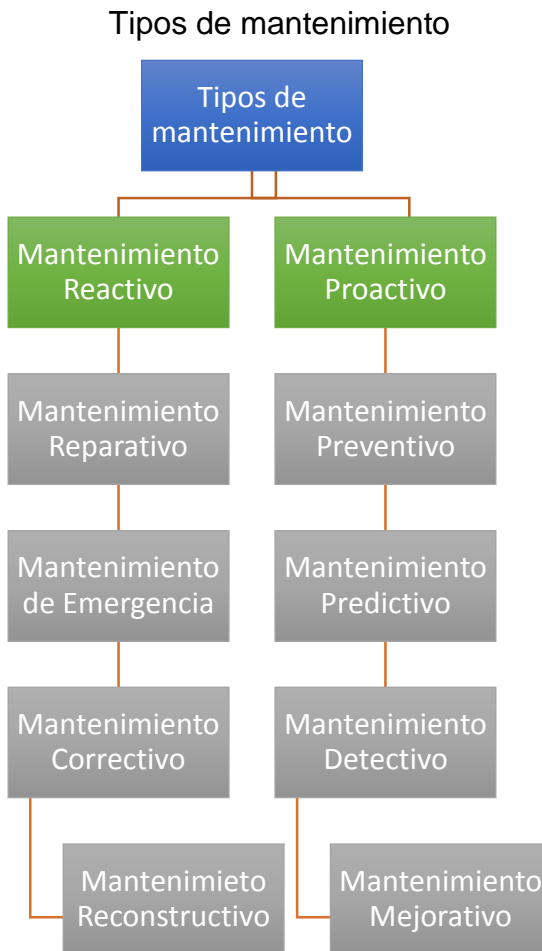 Tipos de mantenimiento
Tipos de
mantenimiento
Mantenimiento
Reactivo
Mantenimiento
Proactivo
Mantenimiento
Reparativo
Mantenimiento
Preventivo
Mantenimiento
de Emergencia
Mantenimiento
Predictivo
Mantenimiento
Correctivo
Mantenimiento
Detectivo
Mantenimieto
Reconstructivo
Mantenimiento
Mejorativo